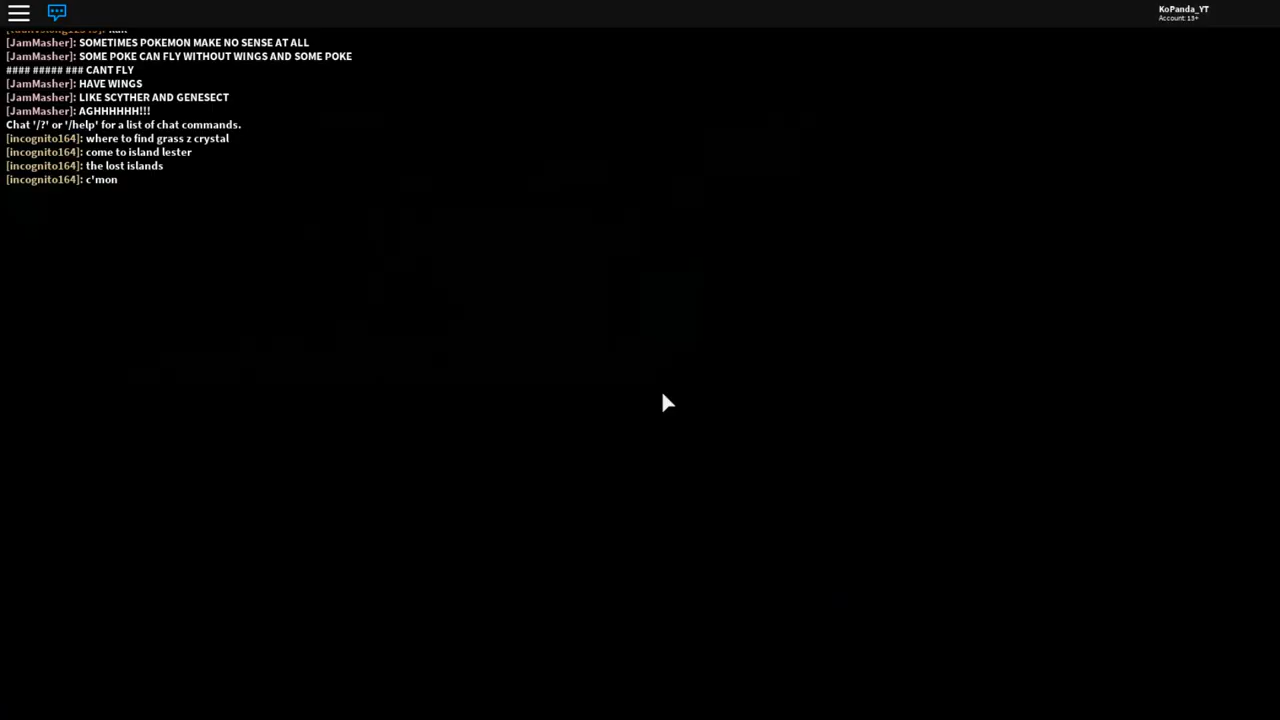 KoPanda_YT
Account: 13+
[JamMasher]: SOMETIMES POKEMON MAKE NO SENSE AT ALL
[JamMasher]: SOME POKE CAN FLY WITHOUT WINGS AND SOME POKE
#### ##### ### CANT FLY
[JamMasher]: HAVE WINGS
[JamMasher]: LIKE SCYTHER AND GENESECT
[JamMasher]: AGHHHHHH!!!
Chat '/?' or '/help' for a list of chat commands.
[incognito164]: where to find grass z crystal
[incognito164]: come to island lester
[incognito164]: the lost islands
[incognito164]: c'mon